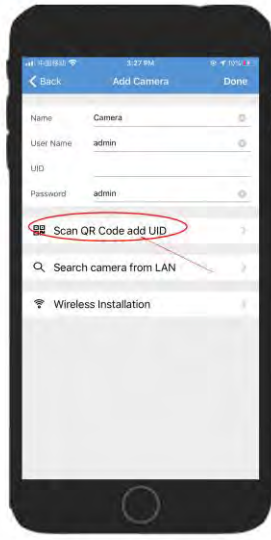 3:27 PM
Back Add Camera Done
Name Camera
User Name admin
UID
Password admin
Scan QR Code add UID
Search camera from LAN
Wireless Installation